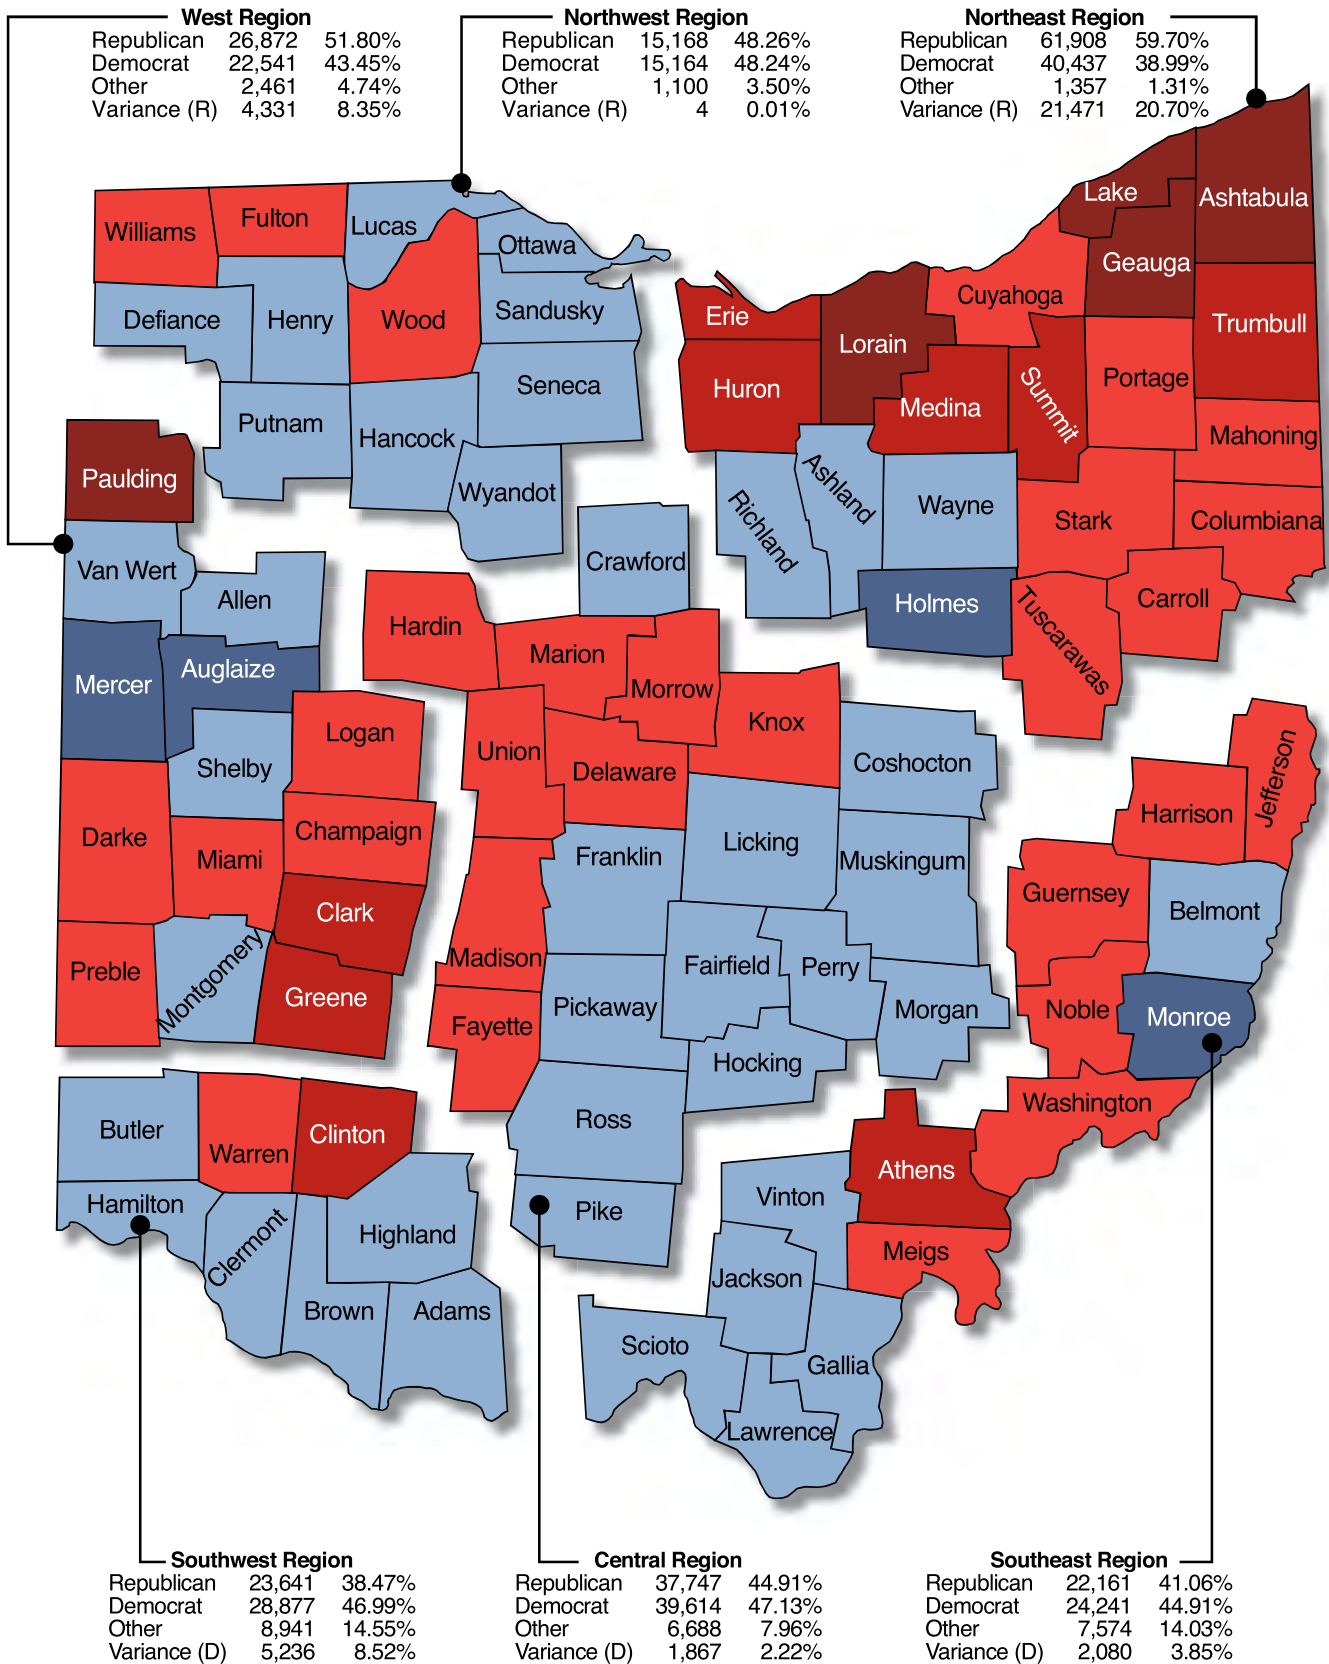 West Region
Republican 26,872 51.80%
Democrat 22,541 43.45%
Other 2,461 4.74%
Variance (R) 4,331 8.35%
Northwest Region
Republican 15,168 48.26%
Democrat 15,164 48.24%
Other 1,100 3.50%
Variance (R) 4 0.01%
Northeast Region
Republican 61,908 59.70%
Democrat 40,437 38.99%
Other 1,357 1.31%
Variance (R) 21,471 20.70%
Williams
Fulton
Lucas
Ottawa
Defiance
Henry
Wood
Sandusky
Seneca
Putnam
Hancock
Wyandot
Lake
Ashtabula
Geauga
Cuyahoga
Erie
Lorain
Trumbull
Huron
Medina
Summit
Portage
Mahoning
Richland
Ashland
Wayne
Stark
Columbiana
Holmes
Tuscarawas
Carroll
Paulding
Van Wert
Allen
Mercer
Auglaize
Logan
Shelby
Darke
Miami
Champaign
Clark
Preble
Montgomery
Greene
Crawford
Hardin
Marion
Morrow
Knox
Union
Delaware
Coshocton
Licking
Franklin
Muskingum
Madison
Fairfield
Perry
Pickaway
Morgan
Fayette
Hocking
Ross
Pike
Jefferson
Harrison
Guernsey
Belmont
Noble
Monroe
Washington
Athens
Vinton
Meigs
Jackson
Scioto
Gallia
Lawrence
Butler
Warren
Clinton
Hamilton
Clermont
Highland
Brown
Adams
Southwest Region
Republican 23,641 38.47%
Democrat 28,877 46.99%
Other 8,941 14.55%
Variance (D) 5,236 8.52%
Central Region
Republican 37,747 44.91%
Democrat 39,614 47.13%
Other 6,688 7.96%
Variance (D) 1,867 2.22%
Southeast Region
Republican 22,161 41.06%
Democrat 24,241 44.91%
Other 7,574 14.03%
Variance (D) 2,080 3.85%